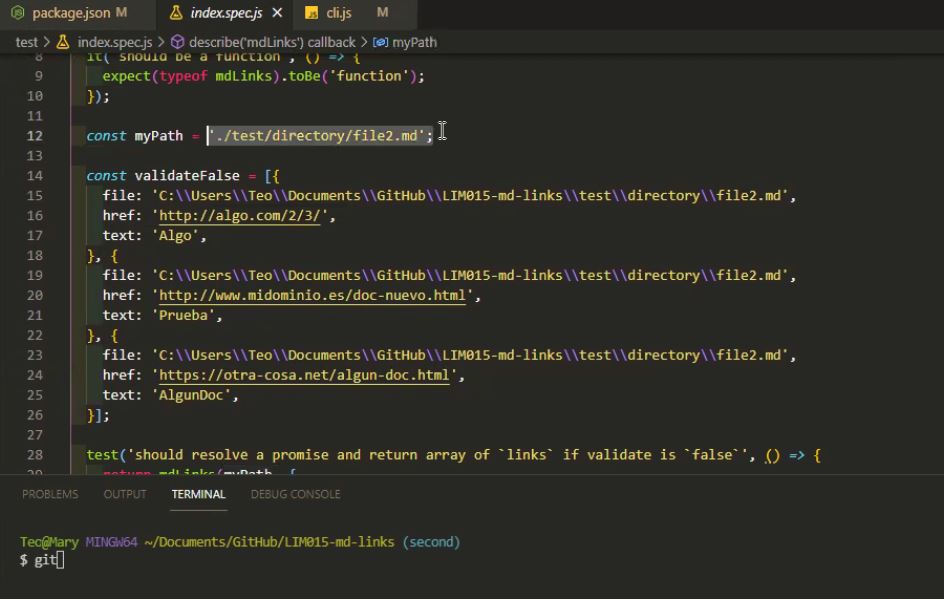 package.json M index.spec.js × cli.js M
test > index.spec.js > describe('mdLinks') callback > myPath
8 it('should be a function', () => {
9 expect(typeof mdLinks).toBe('function');
10 });
11
12 const myPath = './test/directory/file2.md';
13
14 const validateFalse = [{
15 file: 'C:\\Users\\Teo\\Documents\\GitHub\\LIM015-md-links\\test\\directory\\file2.md',
16 href: 'http://algo.com/2/3/',
17 text: 'Algo',
18 }, {
19 file: 'C:\\Users\\Teo\\Documents\\GitHub\\LIM015-md-links\\test\\directory\\file2.md',
20 href: 'http://www.midominio.es/doc-nuevo.html',
21 text: 'Prueba',
22 }, {
23 file: 'C:\\Users\\Teo\\Documents\\GitHub\\LIM015-md-links\\test\\directory\\file2.md',
24 href: 'https://otra-cosa.net/algun-doc.html',
25 text: 'AlgunDoc',
26 }];
27
28 test('should resolve a promise and return array of `links` if validate is `false`', () => {
29 return mdLinks(myPath, {
PROBLEMS OUTPUT TERMINAL DEBUG CONSOLE
Teo@Mary MINGW64 ~/Documents/GitHub/LIM015-md-links (second)
$ git